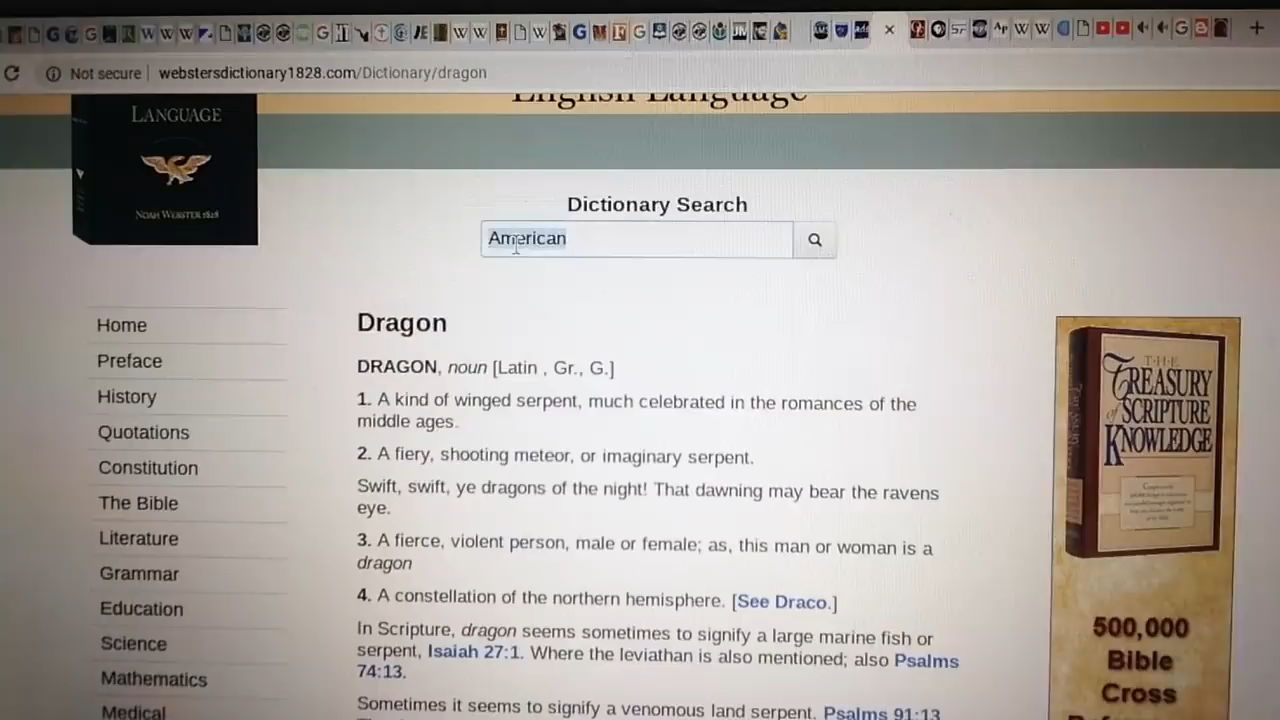 Not secure | webstersdictionary1828.com/Dictionary/dragon
English Language
LANGUAGE
NOAH WEBSTER 1828
Dictionary Search
American
Home
Preface
History
Quotations
Constitution
The Bible
Literature
Grammar
Education
Science
Mathematics
Medical
Dragon
DRAGON, noun [Latin , Gr., G.]
1. A kind of winged serpent, much celebrated in the romances of the
middle ages.
2. A fiery, shooting meteor, or imaginary serpent.
Swift, swift, ye dragons of the night! That dawning may bear the ravens
eye.
3. A fierce, violent person, male or female; as, this man or woman is a
dragon
4. A constellation of the northern hemisphere. [See Draco.]
In Scripture, dragon seems sometimes to signify a large marine fish or
serpent, Isaiah 27:1. Where the leviathan is also mentioned; also Psalms
74:13.
Sometimes it seems to signify a venomous land serpent. Psalms 91:13
THE
TREASURY
of SCRIPTURE
KNOWLEDGE
500,000
Bible
Cross